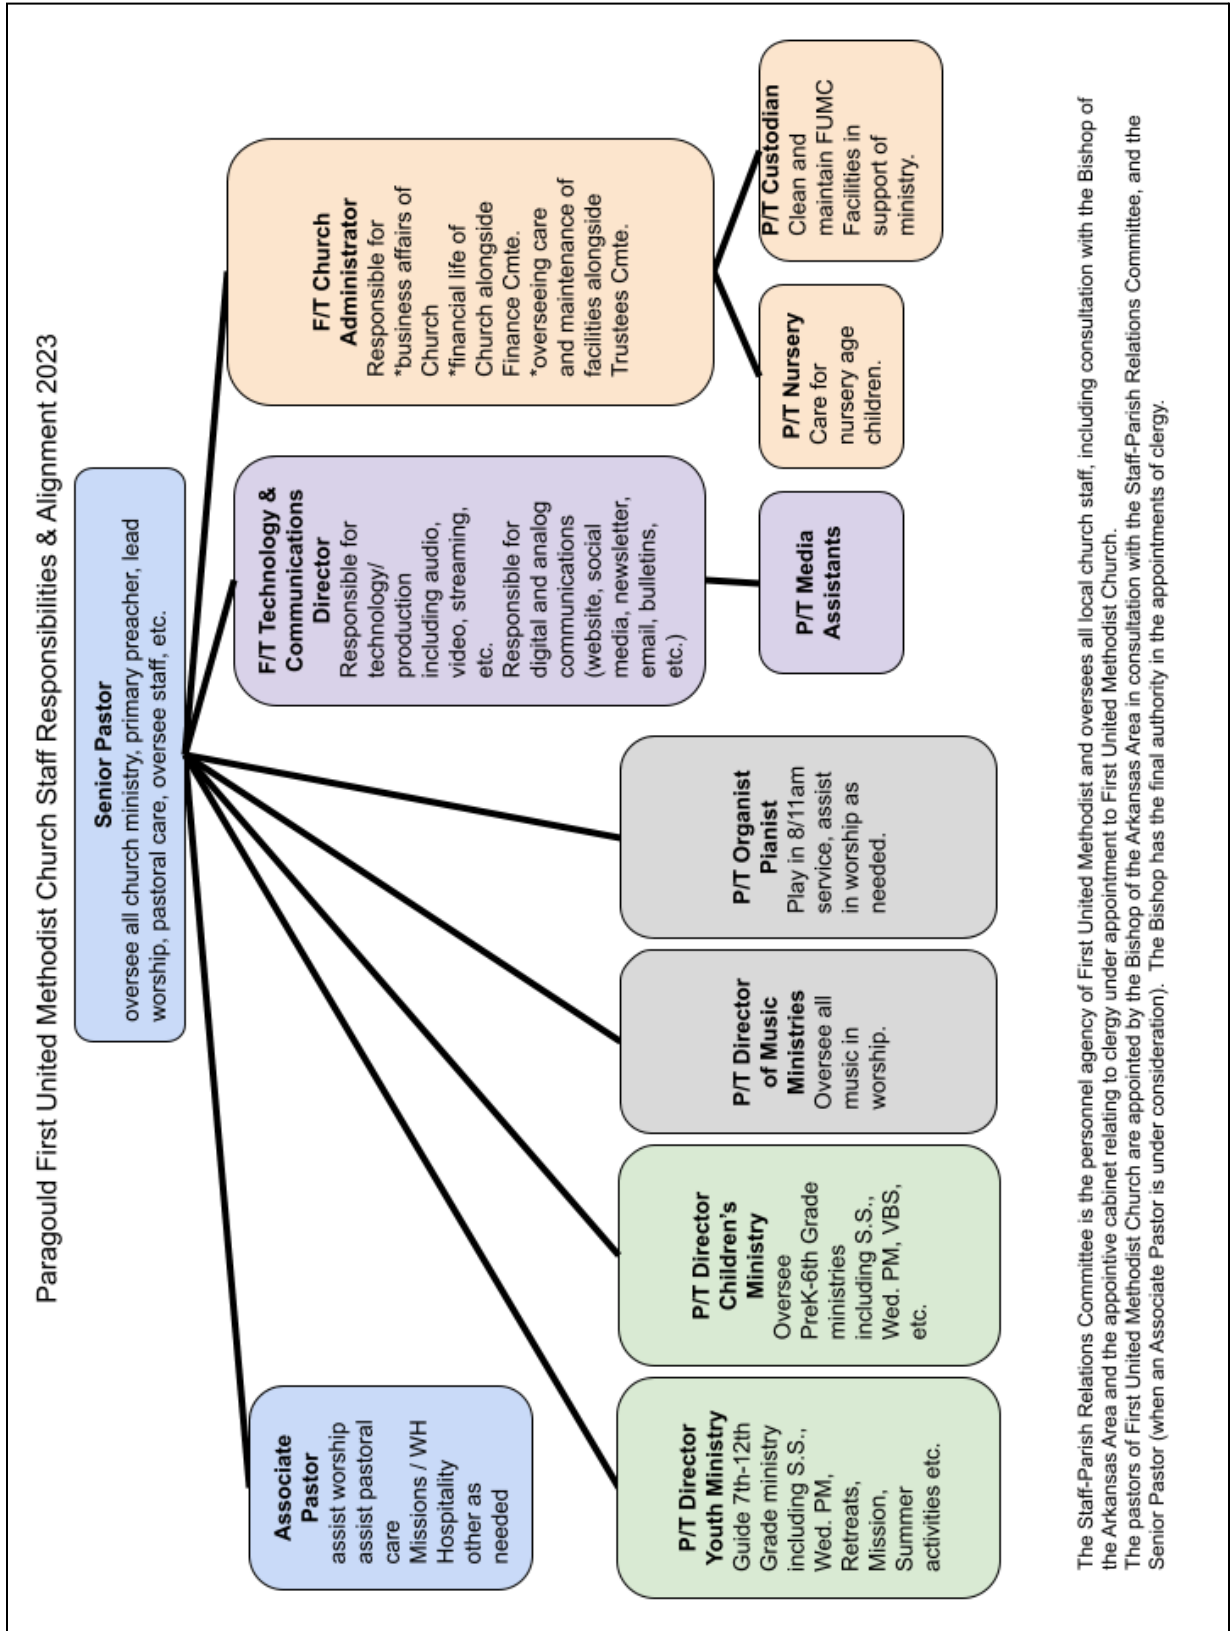 Paragould First United Methodist Church Staff Responsibilities & Alignment 2023
Senior Pastor
oversee all church ministry, primary preacher, lead
worship, pastoral care, oversee staff, etc.
Associate
Pastor
assist worship
assist pastoral
care
Missions / WH
Hospitality
other as
needed
F/T Technology &
Communications
Director
Responsible for
technology/
production
including audio,
video, streaming,
etc.
Responsible for
digital and analog
communications
(website, social
media, newsletter,
email, bulletins,
etc.)
F/T Church
Administrator
Responsible for
*business affairs of
Church
*financial life of
Church alongside
Finance Cmte.
*overseeing care
and maintenance of
facilities alongside
Trustees Cmte.
P/T Director
Youth Ministry
Guide 7th-12th
Grade ministry
including S.S.,
Wed. PM,
Retreats,
Mission,
Summer
activities etc.
P/T Director
Children's
Ministry
Oversee
PreK-6th Grade
ministries
including S.S.,
Wed. PM, VBS,
etc.
P/T Director
of Music
Ministries
Oversee all
music in
worship.
P/T Organist
Pianist
Play in 8/11am
service, assist
in worship as
needed.
P/T Media
Assistants
P/T Nursery
Care for
nursery age
children.
P/T Custodian
Clean and
maintain FUMC
Facilities in
support of
ministry.
The Staff-Parish Relations Committee is the personnel agency of First United Methodist and oversees all local church staff, including consultation with the Bishop of
the Arkansas Area and the appointive cabinet relating to clergy under appointment to First United Methodist Church.
The pastors of First United Methodist Church are appointed by the Bishop of the Arkansas Area in consultation with the Staff-Parish Relations Committee, and the
Senior Pastor (when an Associate Pastor is under consideration).  The Bishop has the final authority in the appointments of clergy.